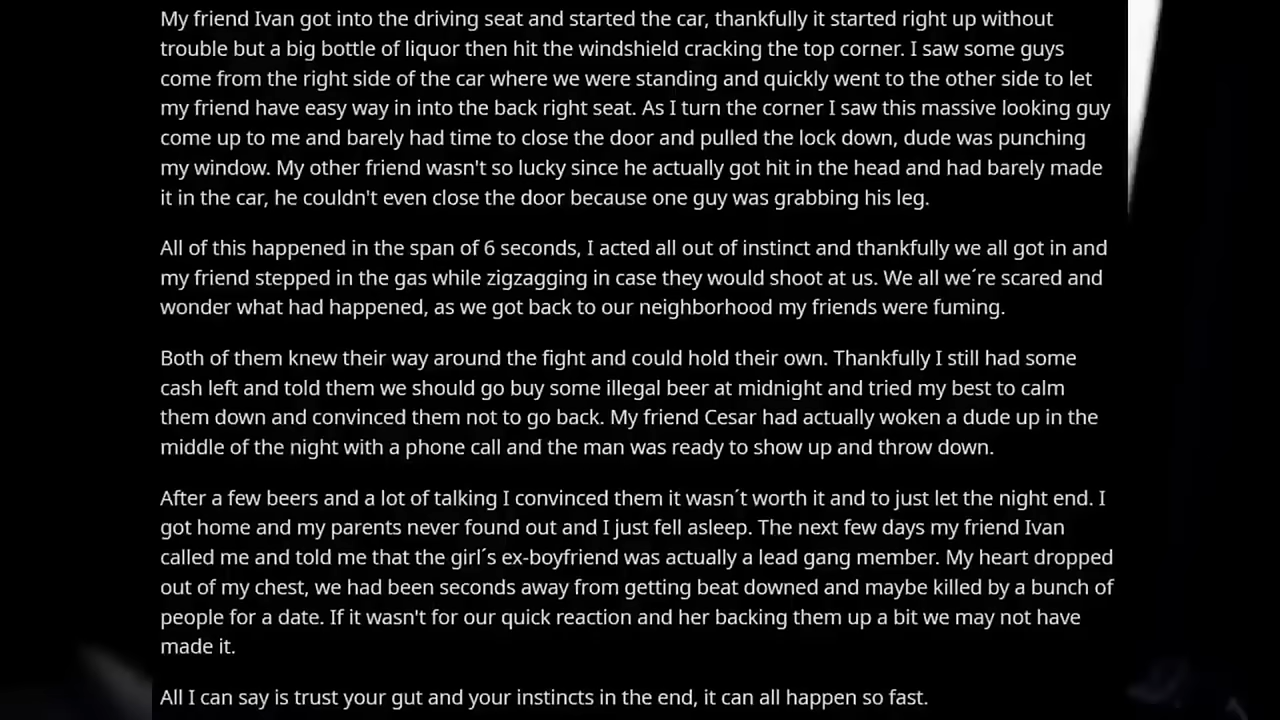 My friend Ivan got into the driving seat and started the car, thankfully it started right up without
trouble but a big bottle of liquor then hit the windshield cracking the top corner. I saw some guys
come from the right side of the car where we were standing and quickly went to the other side to let
my friend have easy way in into the back right seat. As I turn the corner I saw this massive looking guy
come up to me and barely had time to close the door and pulled the lock down, dude was punching
my window. My other friend wasn't so lucky since he actually got hit in the head and had barely made
it in the car, he couldn't even close the door because one guy was grabbing his leg.
All of this happened in the span of 6 seconds, I acted all out of instinct and thankfully we all got in and
my friend stepped in the gas while zigzagging in case they would shoot at us. We all we´re scared and
wonder what had happened, as we got back to our neighborhood my friends were fuming.
Both of them knew their way around the fight and could hold their own. Thankfully I still had some
cash left and told them we should go buy some illegal beer at midnight and tried my best to calm
them down and convinced them not to go back. My friend Cesar had actually woken a dude up in the
middle of the night with a phone call and the man was ready to show up and throw down.
After a few beers and a lot of talking I convinced them it wasn´t worth it and to just let the night end. I
got home and my parents never found out and I just fell asleep. The next few days my friend Ivan
called me and told me that the girl´s ex-boyfriend was actually a lead gang member. My heart dropped
out of my chest, we had been seconds away from getting beat downed and maybe killed by a bunch of
people for a date. If it wasn't for our quick reaction and her backing them up a bit we may not have
made it.
All I can say is trust your gut and your instincts in the end, it can all happen so fast.